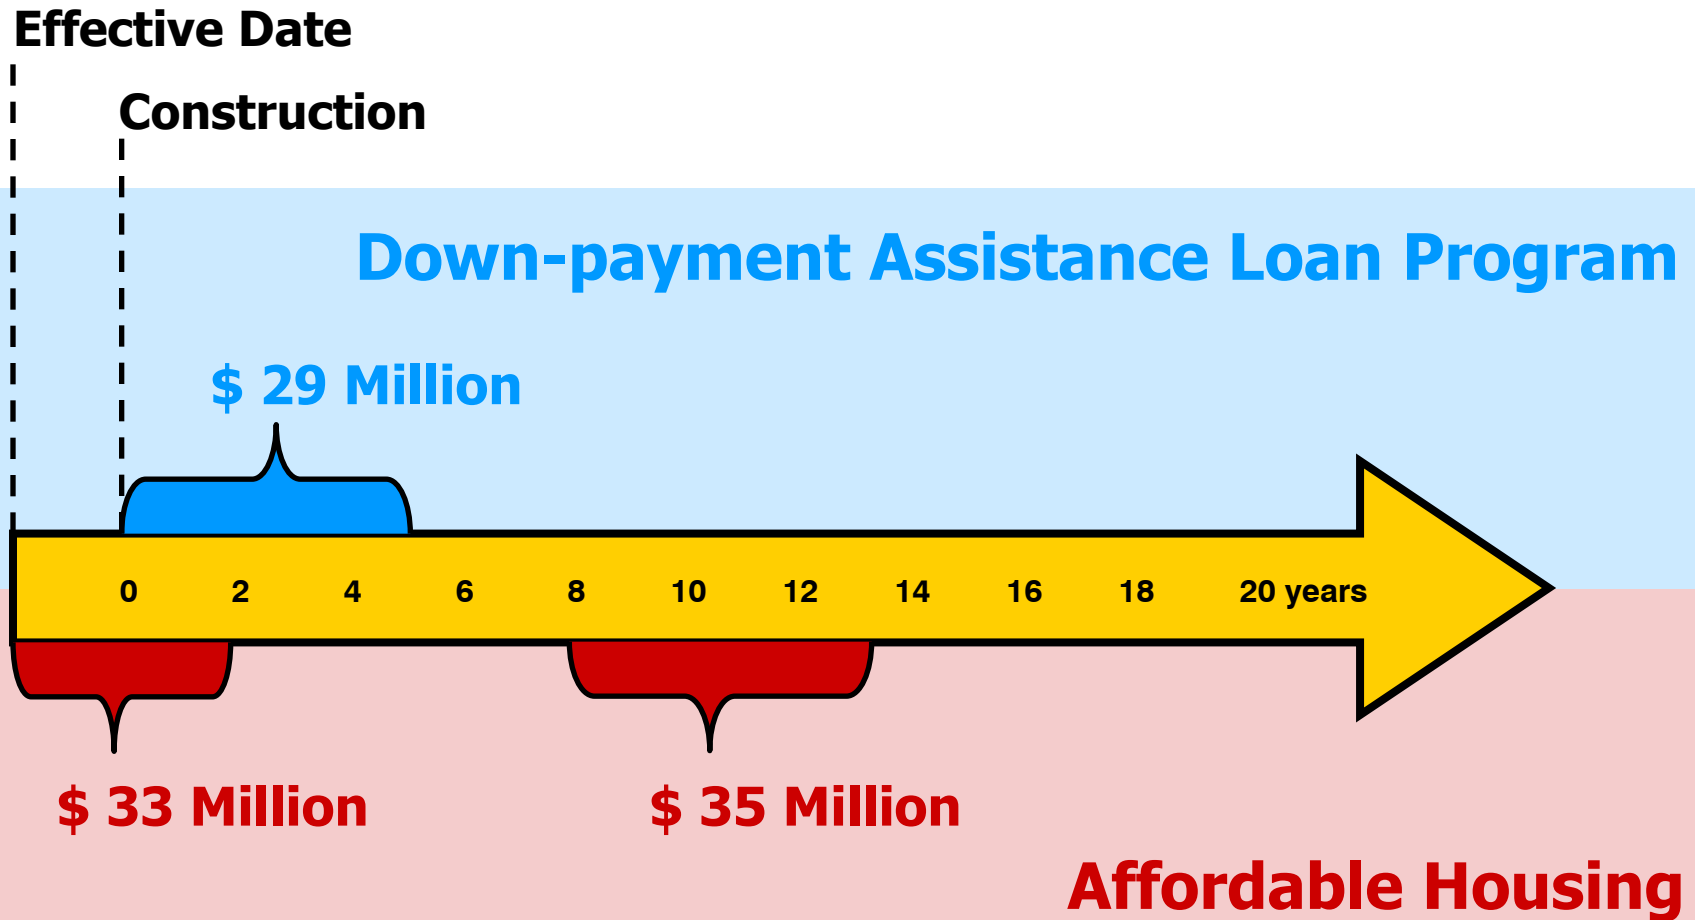 Effective Date
Construction
Down-payment Assistance Loan Program
$ 29 Million
0 2 4 6 8 10 12 14 16 18 20 years
$ 33 Million
$ 35 Million
Affordable Housing